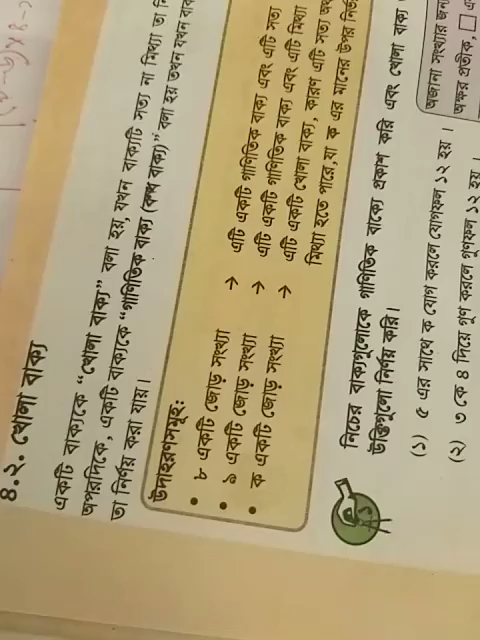 ৪.২. খোলা বাক্য
একটি বাক্যকে “খোলা বাক্য” বলা হয়, যখন বাক্যটি সত্য না মিথ্যা তা
অপরদিকে, একটি বাক্যকে “গাণিতিক বাক্য (বন্ধ বাক্য)” বলা হয় তখন যখন
তা নির্ণয় করা যায়।
উদাহরণসমূহ:
• ৮ একটি জোড় সংখ্যা → এটি একটি গাণিতিক বাক্য এবং এটি সত্য
• ৯ একটি জোড় সংখ্যা → এটি একটি গাণিতিক বাক্য এবং এটি মিথ্যা
• ক একটি জোড় সংখ্যা → এটি একটি খোলা বাক্য, কারণ এটি সত্য
মিথ্যা হতে পারে, যা ক এর মানের উপর
নিচের বাক্যগুলোকে গাণিতিক বাক্যে প্রকাশ করি এবং খোলা বাক্য
উক্তিগুলো নির্ণয় করি।
(১) ৫ এর সাথে ক যোগ করলে যোগফল ১২ হয়।
(২) ৩ কে ৪ দিয়ে গুণ করলে গুণফল ১২ হয়।
অজানা সংখ্যার
অক্ষর প্রতীক, □